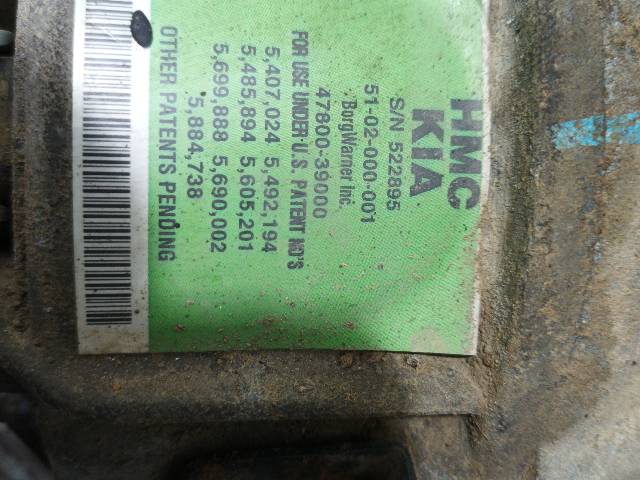 HMC
KIA
S/N 522895
51-02-000-001
BorgWarner Inc.
47800-39000
FOR USE UNDER U.S. PATENT NO'S
5,407,024 5,492,194
5,485,894 5,605,201
5,699,888 5,690,002
5,884,738
OTHER PATENTS PENDING